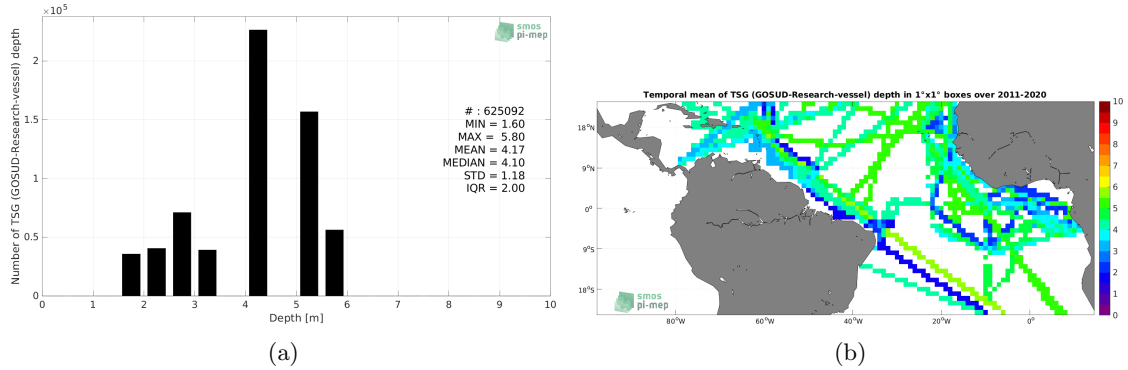 ×10⁵
Number of TSG (GOSUD-Research-vessel) depth
2
1.5
1
0.5
0
smos
pi-mep
# : 625092
MIN = 1.60
MAX = 5.80
MEAN = 4.17
MEDIAN = 4.10
STD = 1.18
IQR = 2.00
0 1 2 3 4 5 6 7 8 9 10
Depth [m]
(a)
Temporal mean of TSG (GOSUD-Research-vessel) depth in 1°x1° boxes over 2011-2020
18°N
9°N
0°
9°S
18°S
smos
pi-mep
80°W 60°W 40°W 20°W 0°
10
9
8
7
6
5
4
3
2
1
0
(b)